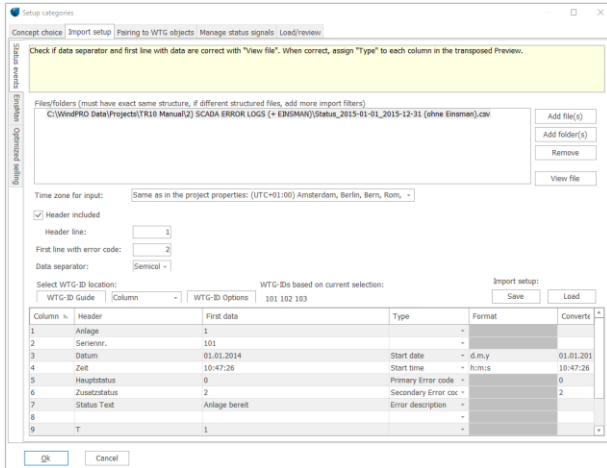 Setup categories
Concept choice Import setup Pairing to WTG objects Manage status signals Load/review
Status events
EinsMan
Optimized selling
Check if data separator and first line with data are correct with "View file". When correct, assign "Type" to each column in the transposed Preview.
Files/folders (must have exact same structure, if different structured files, add more import filters)
C:\WindPRO Data\Projects\TR10 Manual\2) SCADA ERROR LOGS (+ EINSMAN)\Status_2015-01-01_2015-12-31 (ohne Einsman).csv
Add file(s)
Add folder(s)
Remove
View file
Time zone for input: Same as in the project properties: (UTC+01:00) Amsterdam, Berlin, Bern, Rom,
Header included
Header line: 1
First line with error code: 2
Data separator: Semicol
Select WTG-ID location: WTG-IDs based on current selection: Import setup:
WTG-ID Guide Column WTG-ID Options 101 102 103 Save Load
Column Header First data Type Format Converte
1 Anlage 1
2 Seriennr. 101
3 Datum 01.01.2014 Start date d.m.y 01.01.201
4 Zeit 10:47:26 Start time h:m:s 10:47:26
5 Hauptstatus 0 Primary Error code 0
6 Zusatzstatus 2 Secondary Error coc 2
7 Status Text Anlage bereit Error description
8
9 T 1
Ok Cancel